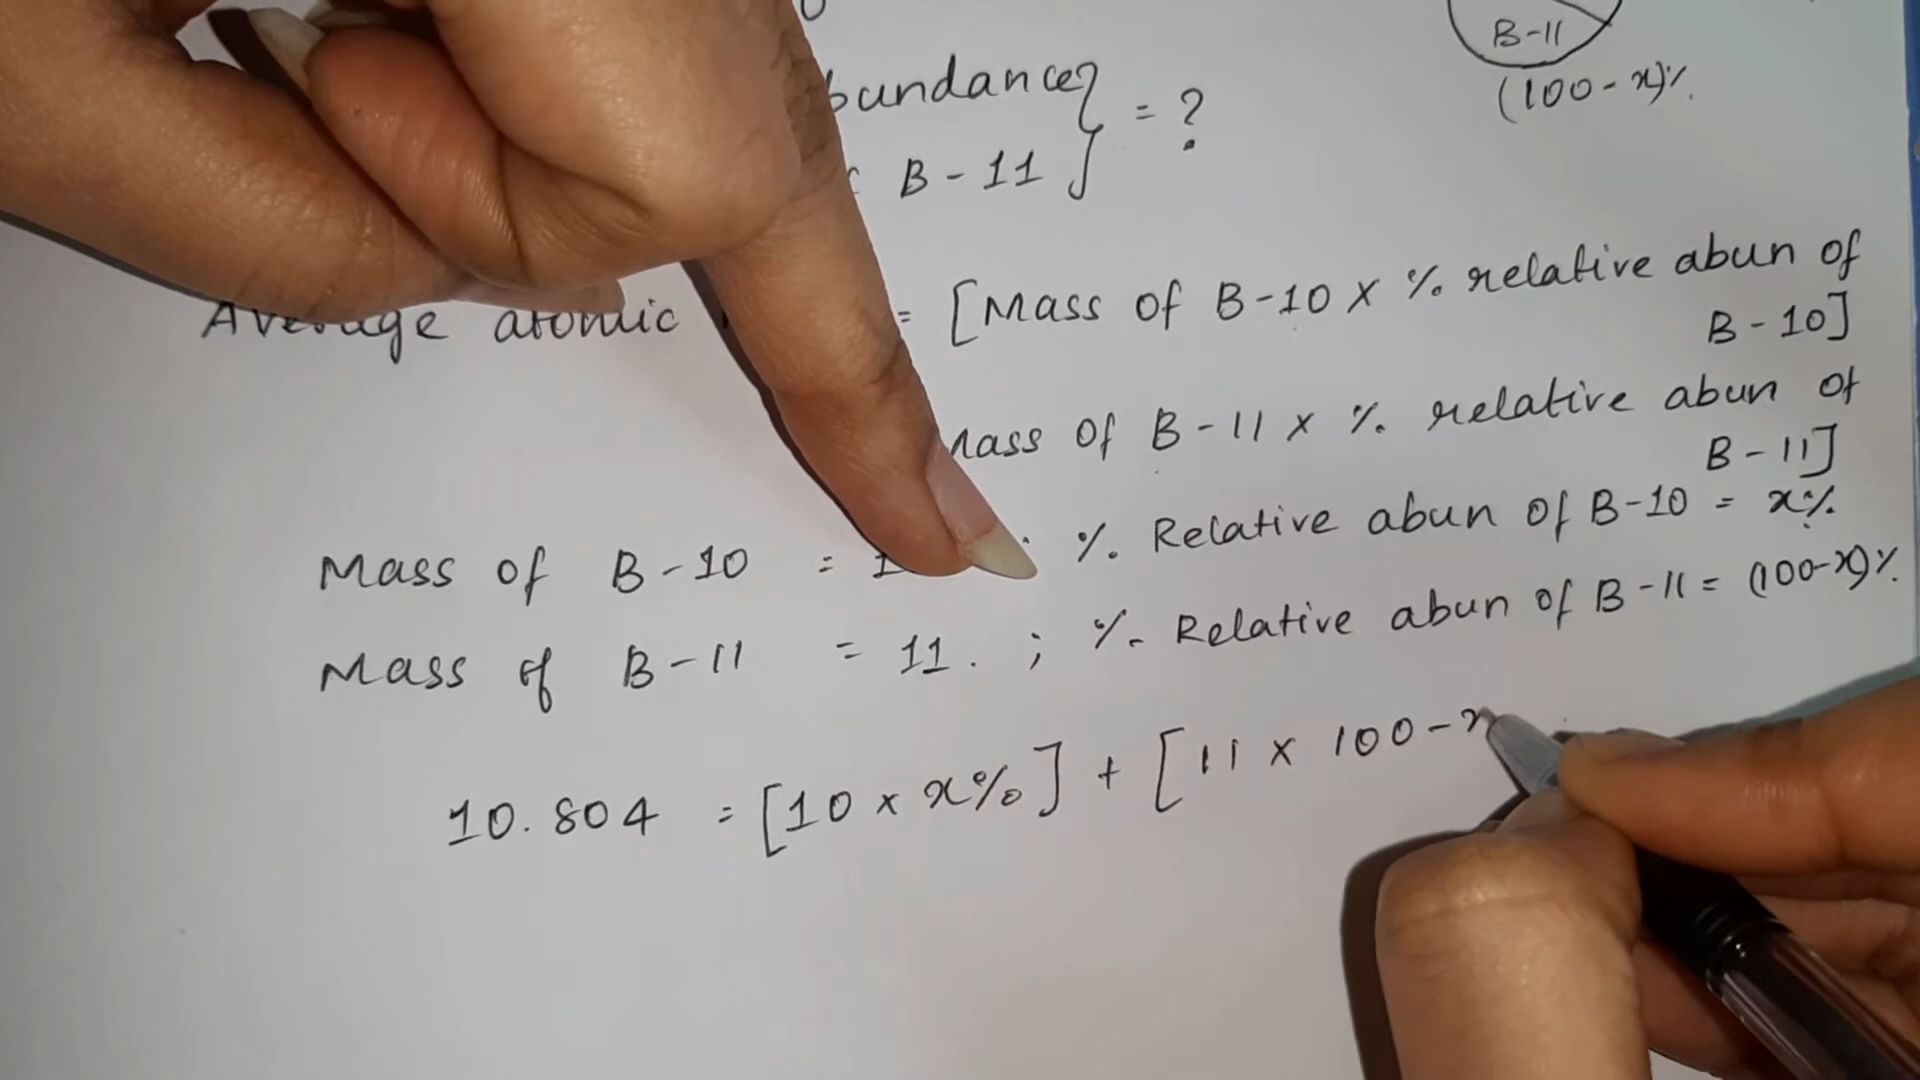 B-11
(100-x)%
bundance} = ?
B-11
Average atomic = [Mass of B-10 x % relative abun of
B-10]
Mass of B-11 x % relative abun of
B-11]
Mass of B-10 = ; % Relative abun of B-10 = x%
Mass of B-11 = 11. ; % Relative abun of B-11 = (100-x)%
10.804 = [10 x x%] + [11 x 100-x